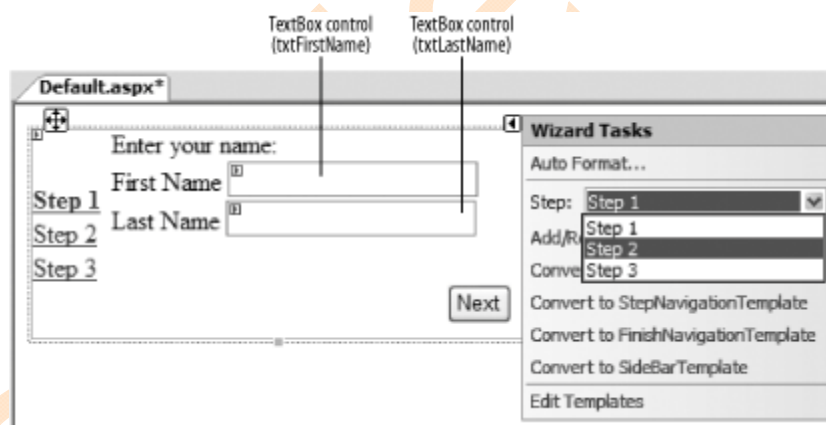 TextBox control
(txtFirstName)
TextBox control
(txtLastName)
Default.aspx*
Enter your name:
First Name
Last Name
Step 1
Step 2
Step 3
Next
Wizard Tasks
Auto Format...
Step: Step 1
Step 1
Step 2
Step 3
Add/R
Conve
Convert to StepNavigationTemplate
Convert to FinishNavigationTemplate
Convert to SideBarTemplate
Edit Templates